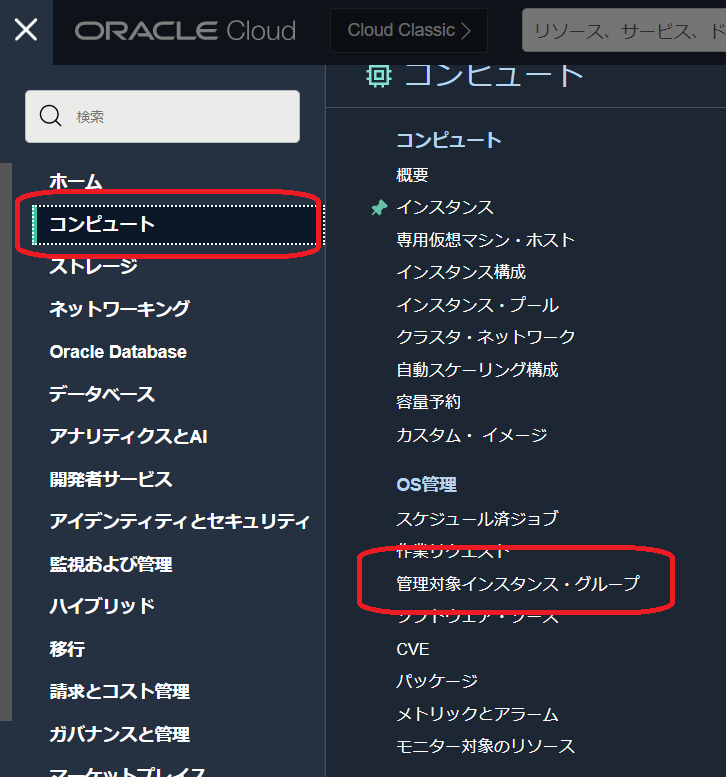 ORACLE Cloud
Cloud Classic
リソース、サービス、ド
検索
ホーム
コンピュート
ストレージ
ネットワーキング
Oracle Database
データベース
アナリティクスとAI
開発者サービス
アイデンティティとセキュリティ
監視および管理
ハイブリッド
移行
請求とコスト管理
ガバナンスと管理
マーケットプレイス
コンピュート
コンピュート
概要
インスタンス
専用仮想マシン・ホスト
インスタンス構成
インスタンス・プール
クラスタ・ネットワーク
自動スケーリング構成
容量予約
カスタム・ イメージ
OS管理
スケジュール済ジョブ
作業リクエスト
管理対象インスタンス・グループ
ソフトウェア・ソース
CVE
パッケージ
メトリックとアラーム
モニター対象のリソース